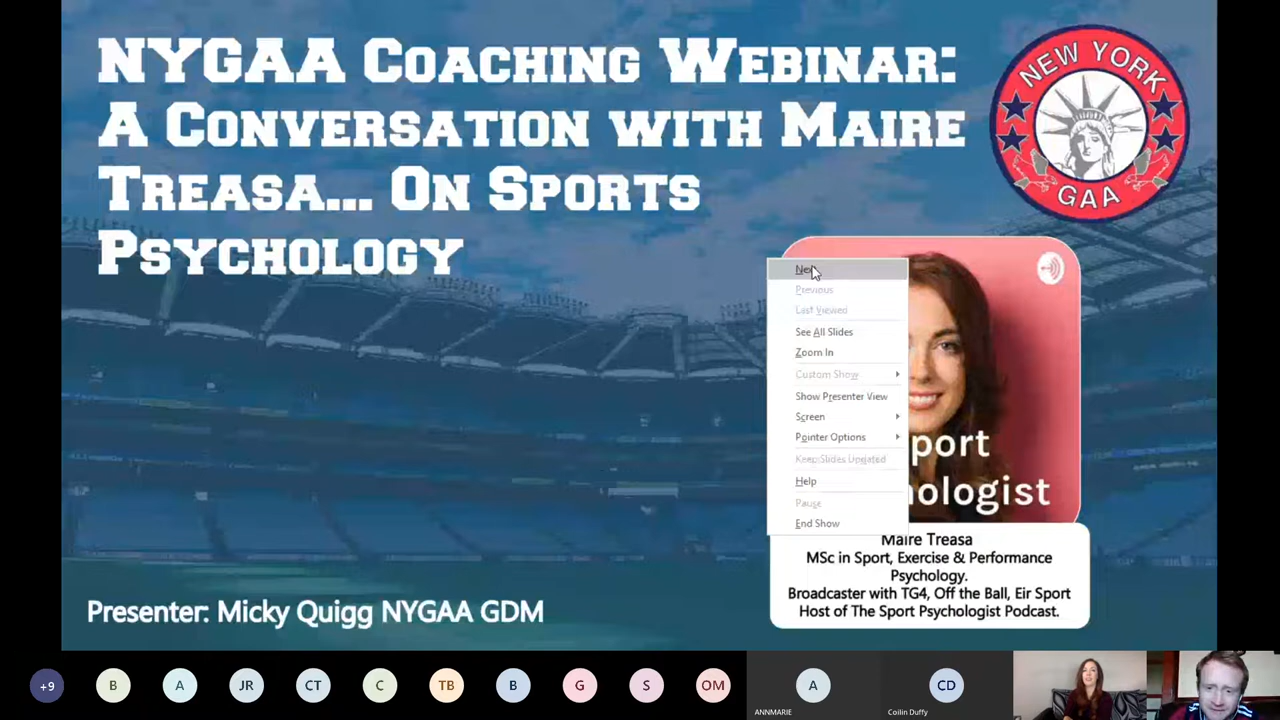 NYGAA COACHING WEBINAR:
A CONVERSATION WITH MAIRE
TREASA... ON SPORTS
PSYCHOLOGY
NEW YORK
GAA
Next
Previous
Last Viewed
See All Slides
Zoom In
Custom Show
Show Presenter View
Screen
Pointer Options
Keep Slides Updated
Help
Pause
End Show
port
ologist
Maire Treasa
MSc in Sport, Exercise & Performance
Psychology.
Broadcaster with TG4, Off the Ball, Eir Sport
Host of The Sport Psychologist Podcast.
Presenter: Micky Quigg NYGAA GDM
+9 B A JR CT C TB B G S OM A CD
ANNMARIE Coilin Duffy